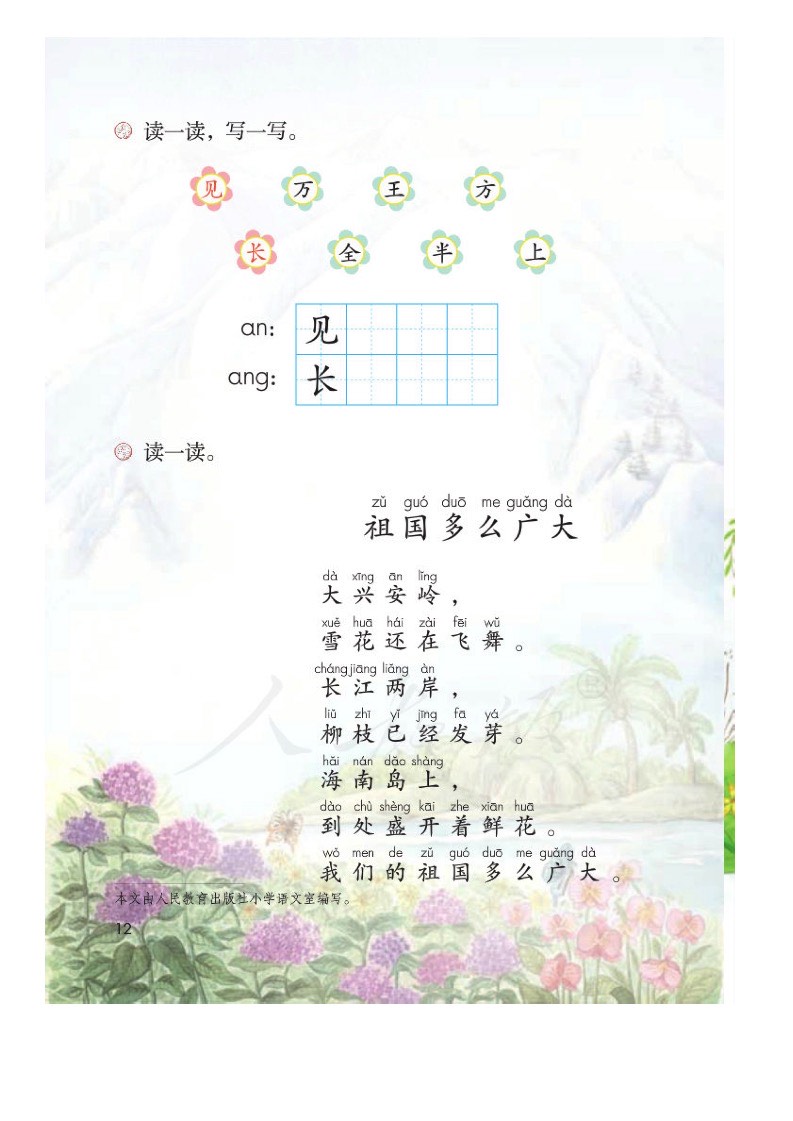 读一读，写一写。
见 万 王 方
长 全 半 上
an： 见
ang： 长
读一读。
zǔ guó duō me guǎng dà
祖国多么广大
dà xīng ān lǐng
大兴安岭，
xuě huā hái zài fēi wǔ
雪花还在飞舞。
cháng jiāng liǎng àn
长江两岸，
liǔ zhī yǐ jīng fā yá
柳枝已经发芽。
hǎi nán dǎo shàng
海南岛上，
dào chù shèng kāi zhe xiān huā
到处盛开着鲜花。
wǒ men de zǔ guó duō me guǎng dà
我们的祖国多么广大。
本文由人民教育出版社小学语文室编写。
12